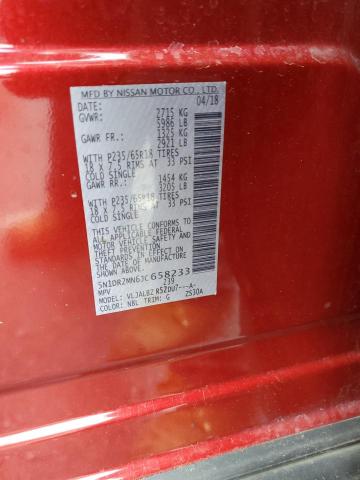 MFD BY NISSAN MOTOR CO., LTD.
DATE: 04/18
GVWR: 2715 KG
5986 LB
GAWR FR.: 1325 KG
2921 LB
WITH P235/65R18 TIRES
18 X 7.5 RIMS AT 33 PSI
COLD SINGLE
GAWR RR.: 1454 KG
3205 LB
WITH P235/65R18 TIRES
18 X 7.5 RIMS AT 33 PSI
COLD SINGLE
THIS VEHICLE CONFORMS TO ALL
APPLICABLE FEDERAL
MOTOR VEHICLE SAFETY
STANDARDS IN EFFECT ON THE
DATE OF MANUFACTURE
SHOWN ABOVE.
5N1DR2MN6JC658233
MPV 239
MODEL: VLJALBZ R52DU7---A-
COLOR: NBL TRIM: G 2S30A